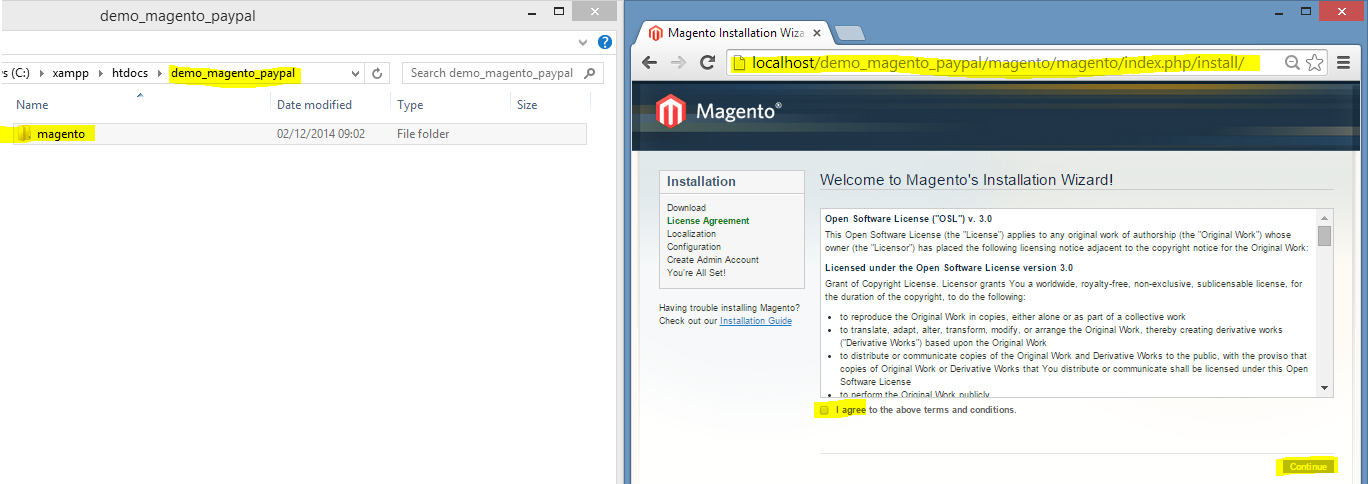 demo_magento_paypal
s (C:) xampp htdocs demo_magento_paypal
Search demo_magento_paypal
Name Date modified Type Size
magento 02/12/2014 09:02 File folder
Magento Installation Wiza
localhost/demo_magento_paypal/magento/magento/index.php/install/
Magento®
Installation
Download
License Agreement
Localization
Configuration
Create Admin Account
You're All Set!
Having trouble installing Magento?
Check out our Installation Guide
Welcome to Magento's Installation Wizard!
Open Software License ("OSL") v. 3.0
This Open Software License (the "License") applies to any original work of authorship (the "Original Work") whose
owner (the "Licensor") has placed the following licensing notice adjacent to the copyright notice for the Original Work:
Licensed under the Open Software License version 3.0
Grant of Copyright License. Licensor grants You a worldwide, royalty-free, non-exclusive, sublicensable license, for
the duration of the copyright, to do the following:
• to reproduce the Original Work in copies, either alone or as part of a collective work
• to translate, adapt, alter, transform, modify, or arrange the Original Work, thereby creating derivative works
("Derivative Works") based upon the Original Work
• to distribute or communicate copies of the Original Work and Derivative Works to the public, with the proviso that
copies of Original Work or Derivative Works that You distribute or communicate shall be licensed under this Open
Software License
• to perform the Original Work publicly
I agree to the above terms and conditions.
Continue